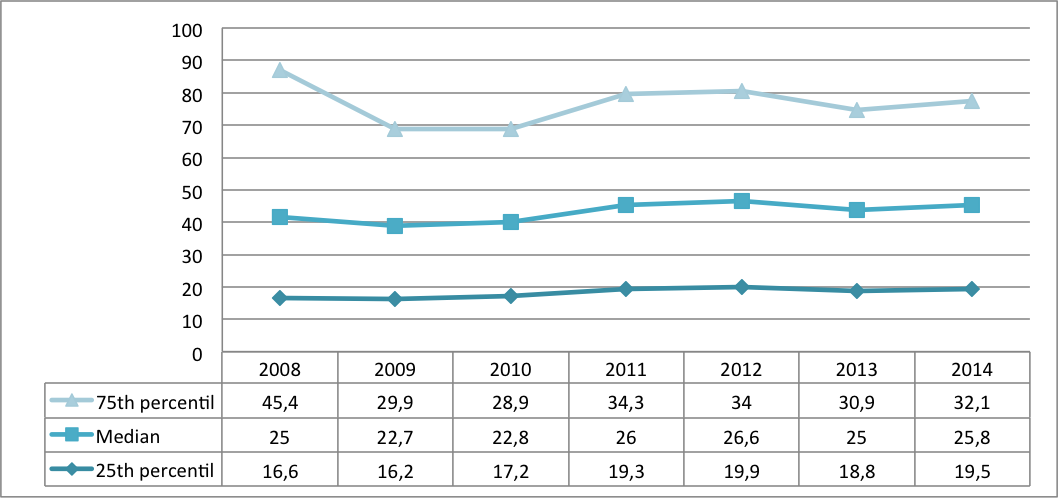 100
90
80
70
60
50
40
30
20
10
0
2008 2009 2010 2011 2012 2013 2014
75th percentil 45,4 29,9 28,9 34,3 34 30,9 32,1
Median 25 22,7 22,8 26 26,6 25 25,8
25th percentil 16,6 16,2 17,2 19,3 19,9 18,8 19,5